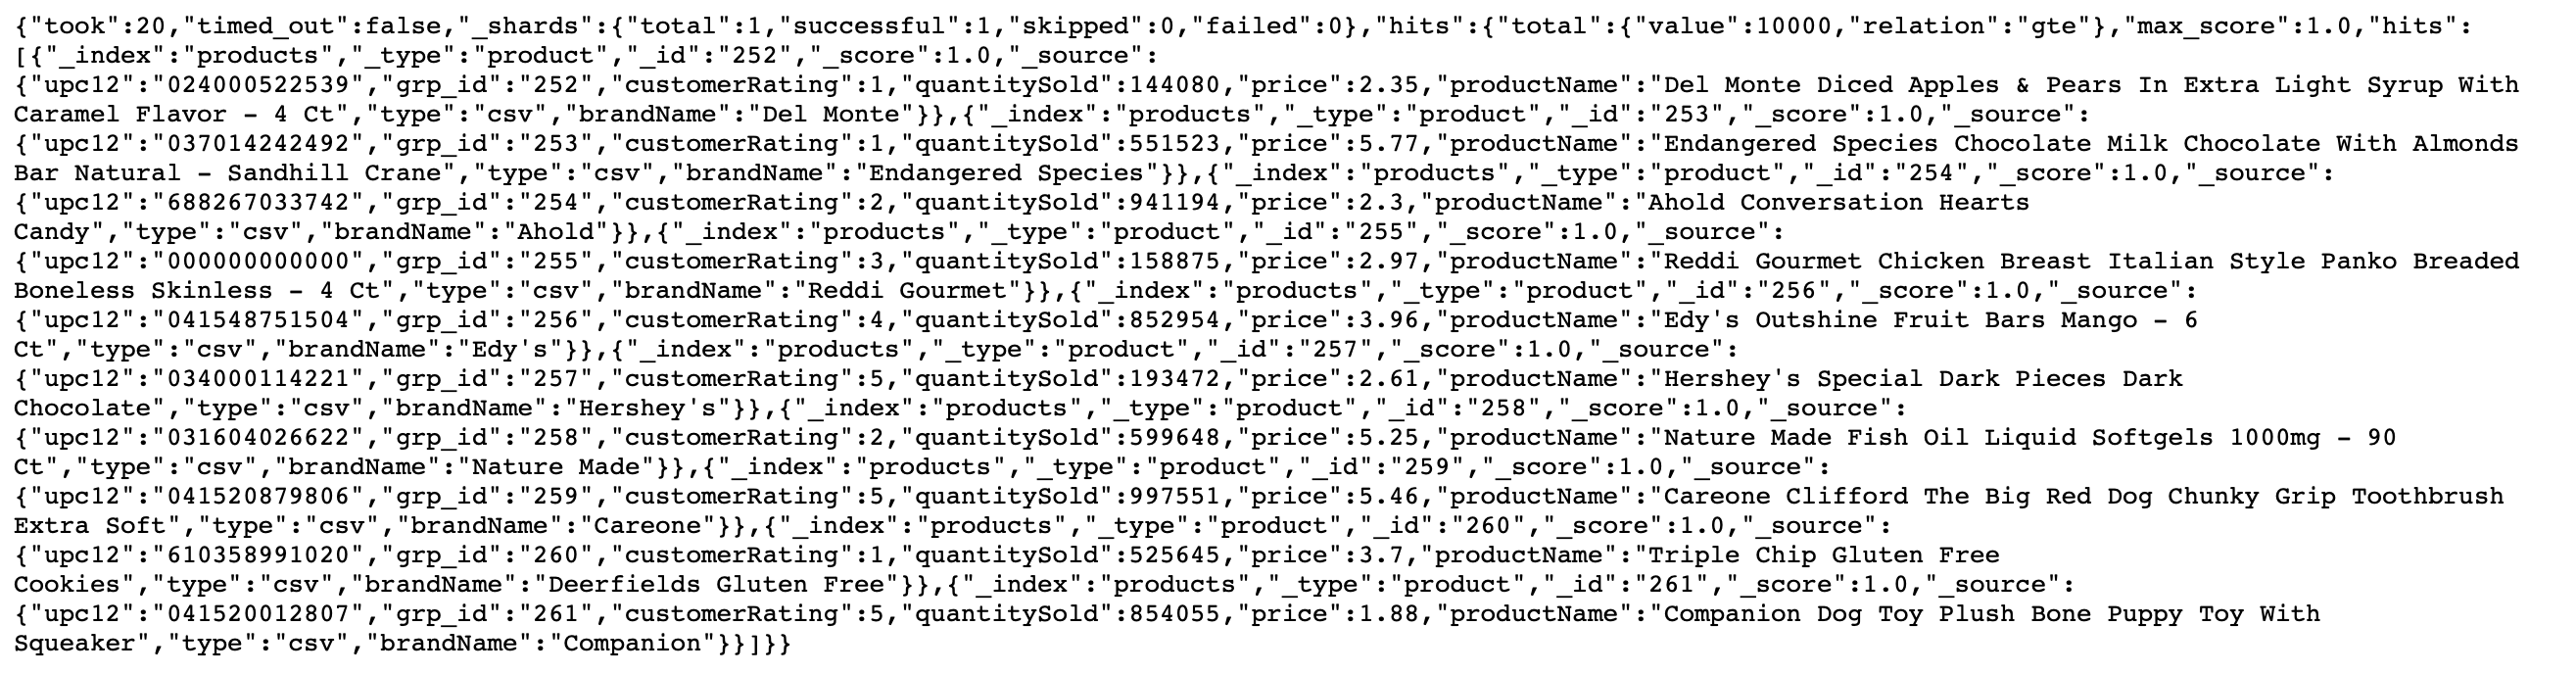 {"took":20,"timed_out":false,"_shards":{"total":1,"successful":1,"skipped":0,"failed":0},"hits":{"total":{"value":10000,"relation":"gte"},"max_score":1.0,"hits":
[{"_index":"products","_type":"product","_id":"252","_score":1.0,"_source":
{"upc12":"024000522539","grp_id":"252","customerRating":1,"quantitySold":144080,"price":2.35,"productName":"Del Monte Diced Apples & Pears In Extra Light Syrup With
Caramel Flavor - 4 Ct","type":"csv","brandName":"Del Monte"}},{"_index":"products","_type":"product","_id":"253","_score":1.0,"_source":
{"upc12":"037014242492","grp_id":"253","customerRating":1,"quantitySold":551523,"price":5.77,"productName":"Endangered Species Chocolate Milk Chocolate With Almonds
Bar Natural - Sandhill Crane","type":"csv","brandName":"Endangered Species"}},{"_index":"products","_type":"product","_id":"254","_score":1.0,"_source":
{"upc12":"688267033742","grp_id":"254","customerRating":2,"quantitySold":941194,"price":2.3,"productName":"Ahold Conversation Hearts
Candy","type":"csv","brandName":"Ahold"}},{"_index":"products","_type":"product","_id":"255","_score":1.0,"_source":
{"upc12":"000000000000","grp_id":"255","customerRating":3,"quantitySold":158875,"price":2.97,"productName":"Reddi Gourmet Chicken Breast Italian Style Panko Breaded
Boneless Skinless - 4 Ct","type":"csv","brandName":"Reddi Gourmet"}},{"_index":"products","_type":"product","_id":"256","_score":1.0,"_source":
{"upc12":"041548751504","grp_id":"256","customerRating":4,"quantitySold":852954,"price":3.96,"productName":"Edy's Outshine Fruit Bars Mango - 6
Ct","type":"csv","brandName":"Edy's"}},{"_index":"products","_type":"product","_id":"257","_score":1.0,"_source":
{"upc12":"034000114221","grp_id":"257","customerRating":5,"quantitySold":193472,"price":2.61,"productName":"Hershey's Special Dark Pieces Dark
Chocolate","type":"csv","brandName":"Hershey's"}},{"_index":"products","_type":"product","_id":"258","_score":1.0,"_source":
{"upc12":"031604026622","grp_id":"258","customerRating":2,"quantitySold":599648,"price":5.25,"productName":"Nature Made Fish Oil Liquid Softgels 1000mg - 90
Ct","type":"csv","brandName":"Nature Made"}},{"_index":"products","_type":"product","_id":"259","_score":1.0,"_source":
{"upc12":"041520879806","grp_id":"259","customerRating":5,"quantitySold":997551,"price":5.46,"productName":"Careone Clifford The Big Red Dog Chunky Grip Toothbrush
Extra Soft","type":"csv","brandName":"Careone"}},{"_index":"products","_type":"product","_id":"260","_score":1.0,"_source":
{"upc12":"610358991020","grp_id":"260","customerRating":1,"quantitySold":525645,"price":3.7,"productName":"Triple Chip Gluten Free
Cookies","type":"csv","brandName":"Deerfields Gluten Free"}},{"_index":"products","_type":"product","_id":"261","_score":1.0,"_source":
{"upc12":"041520012807","grp_id":"261","customerRating":5,"quantitySold":854055,"price":1.88,"productName":"Companion Dog Toy Plush Bone Puppy Toy With
Squeaker","type":"csv","brandName":"Companion"}}]}}